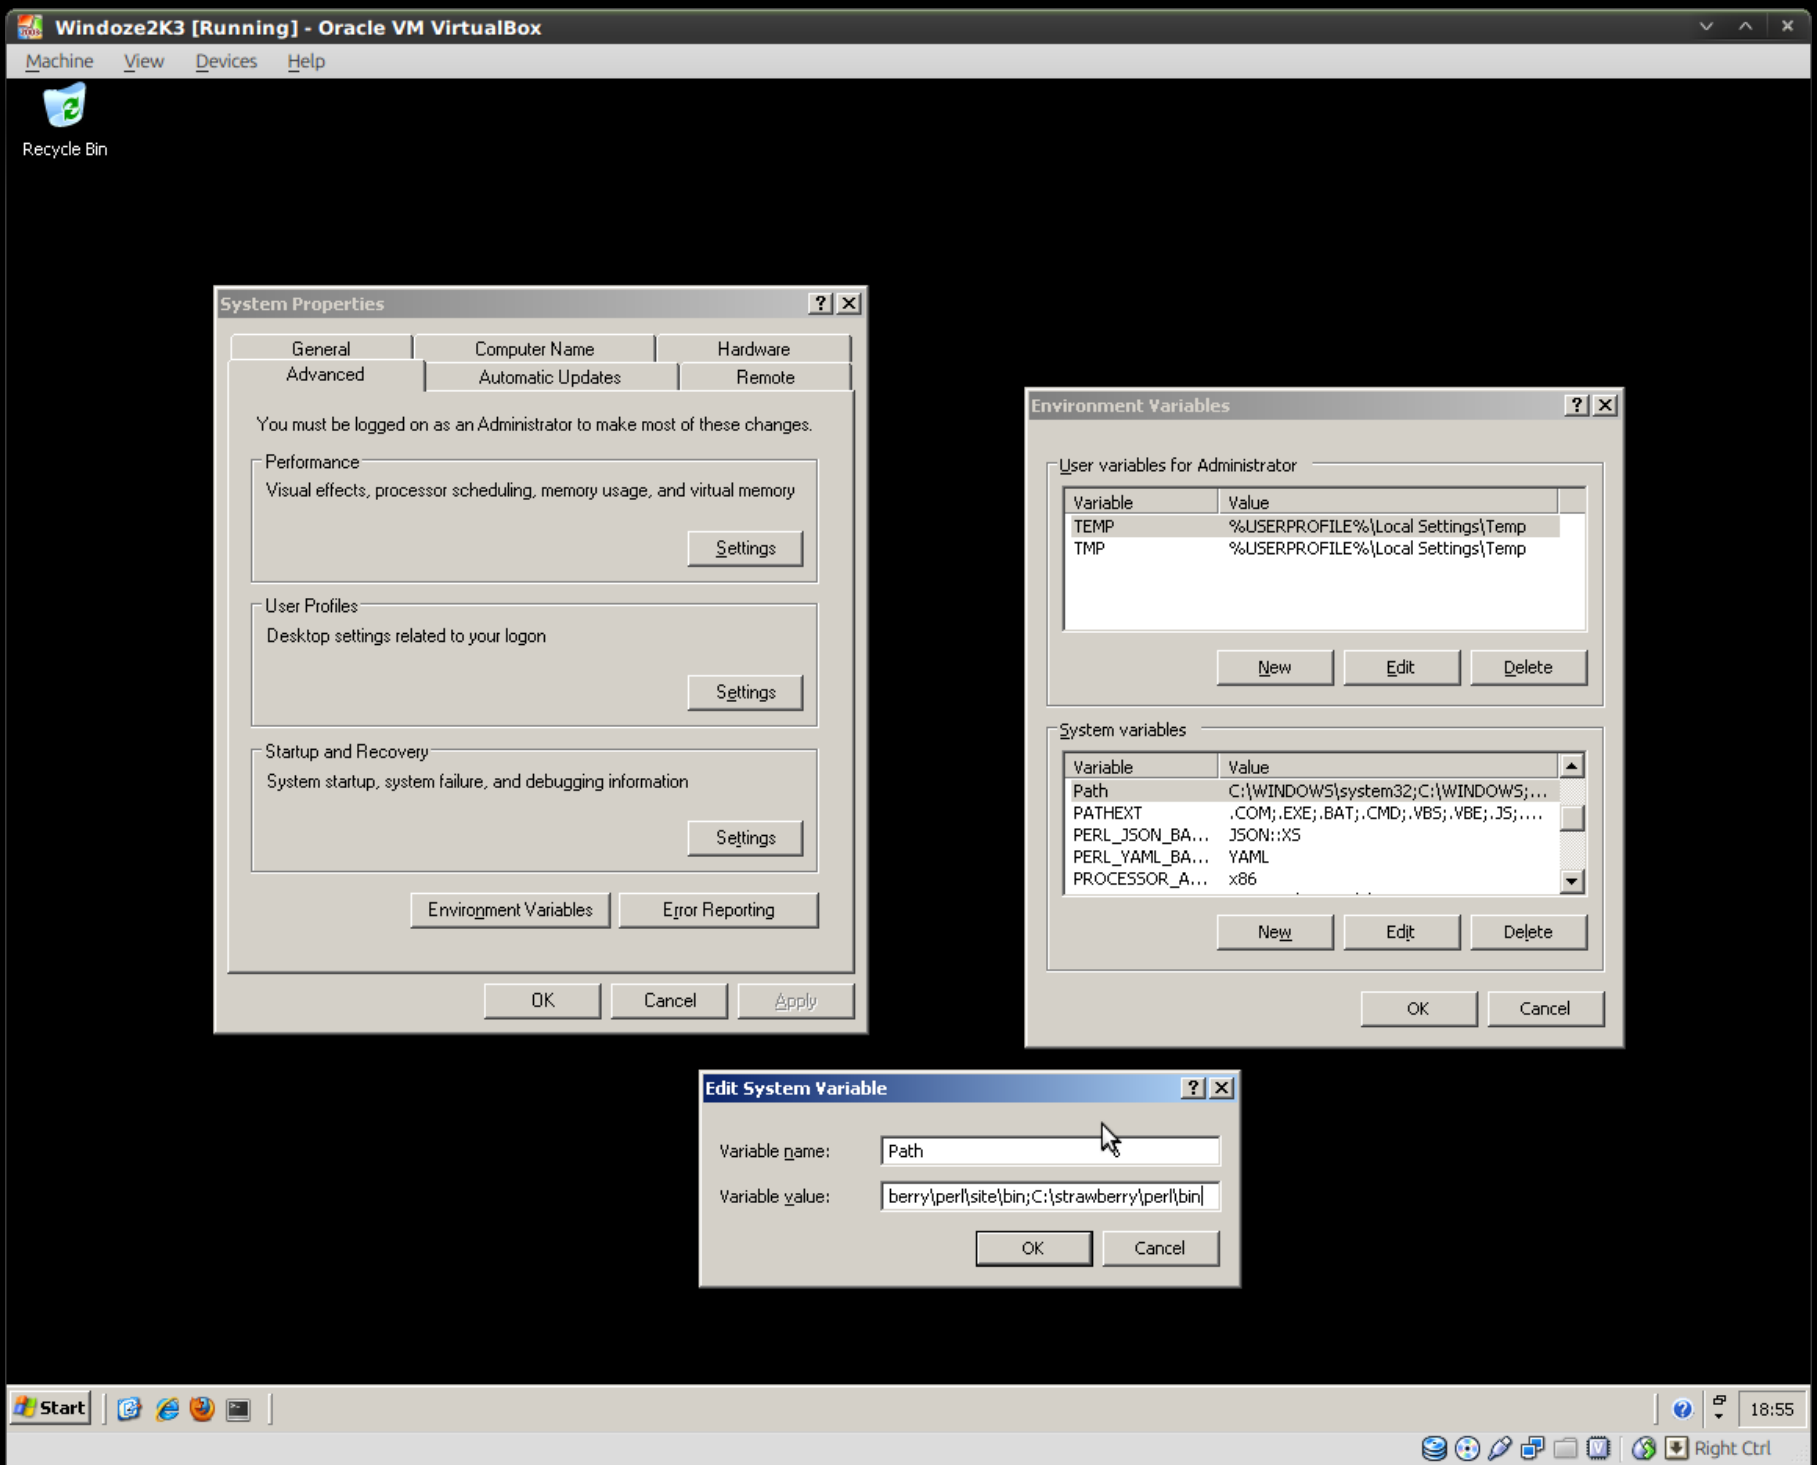 Windoze2K3 [Running] - Oracle VM VirtualBox
Machine View Devices Help
Recycle Bin
System Properties
General Computer Name Hardware
Advanced Automatic Updates Remote
You must be logged on as an Administrator to make most of these changes.
Performance
Visual effects, processor scheduling, memory usage, and virtual memory
Settings
User Profiles
Desktop settings related to your logon
Settings
Startup and Recovery
System startup, system failure, and debugging information
Settings
Environment Variables Error Reporting
OK Cancel Apply
Environment Variables
User variables for Administrator
Variable Value
TEMP %USERPROFILE%\Local Settings\Temp
TMP %USERPROFILE%\Local Settings\Temp
New Edit Delete
System variables
Variable Value
Path C:\WINDOWS\system32;C:\WINDOWS;...
PATHEXT .COM;.EXE;.BAT;.CMD;.VBS;.VBE;.JS;....
PERL_JSON_BA... JSON::XS
PERL_YAML_BA... YAML
PROCESSOR_A... x86
New Edit Delete
OK Cancel
Edit System Variable
Variable name: Path
Variable value: berry\perl\site\bin;C:\strawberry\perl\bin
OK Cancel
Start 18:55
Right Ctrl